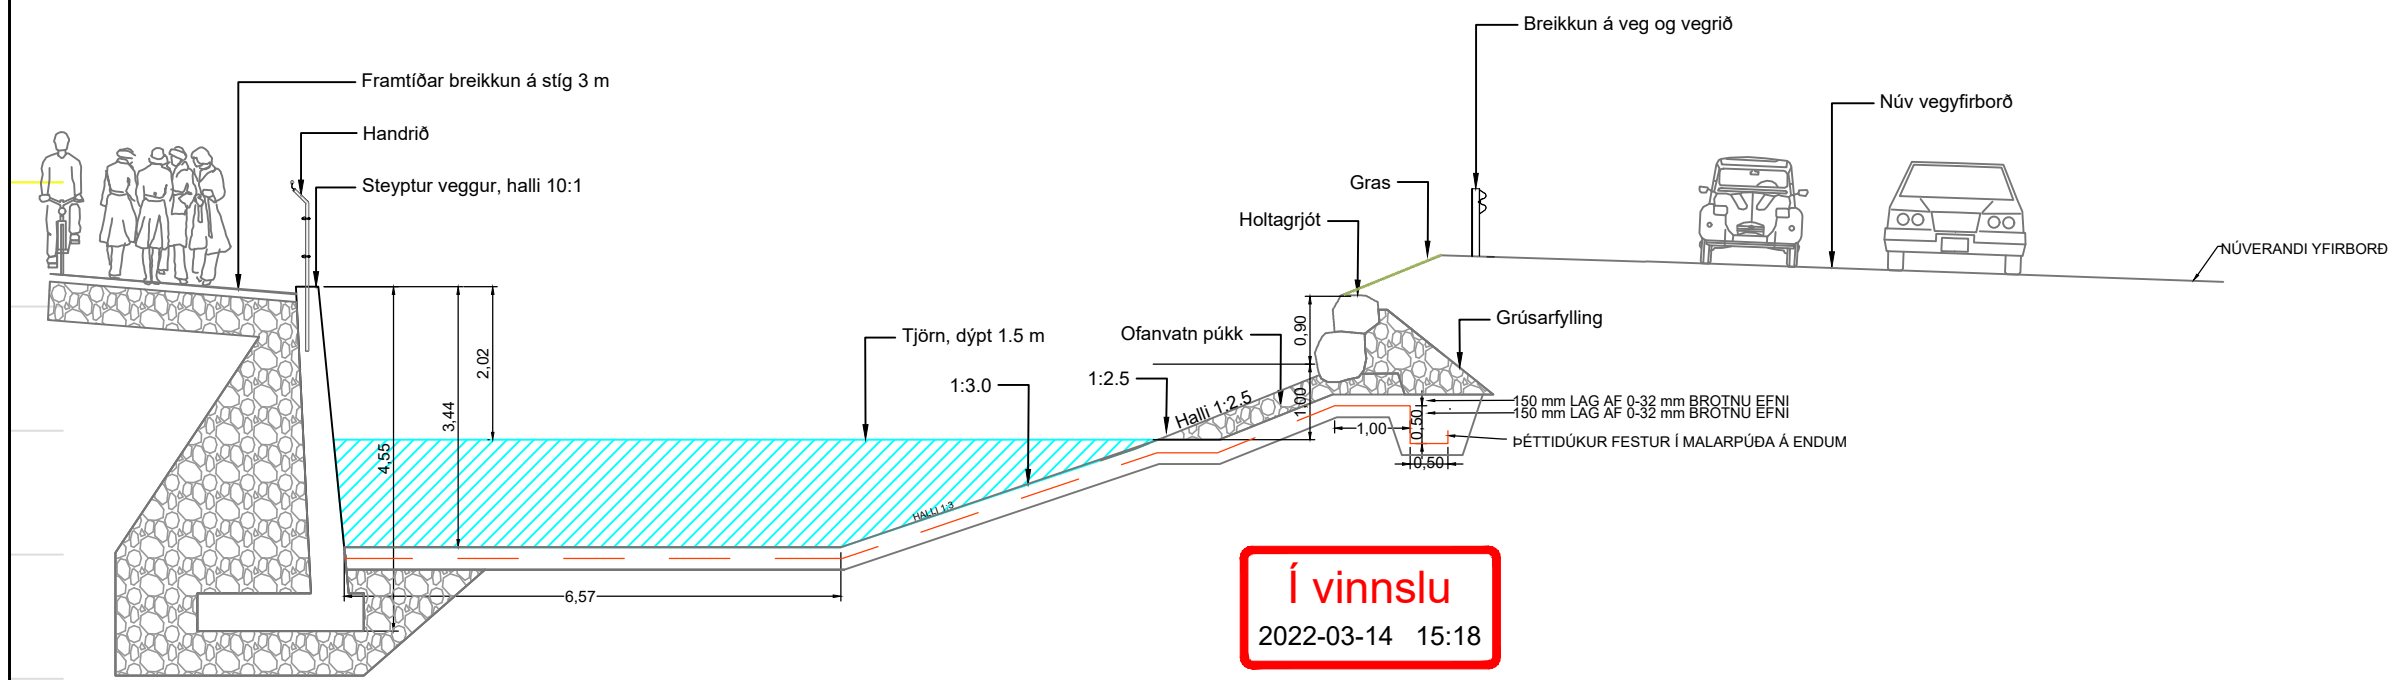 Breikkun á veg og vegrið
Framtíðar breikkun á stíg 3 m
Núv vegyfirborð
Handrið
Steyptur veggur, halli 10:1
Gras
Holtagrjót
NÚVERANDI YFIRBORÐ
Grúsarfylling
Tjörn, dýpt 1.5 m
Ofanvatn púkk
0,90
2,02
1:3.0
1:2.5
Halli 1:2.5
1,00
3,44
4,55
150 mm LAG AF 0-32 mm BROTNU EFNI
150 mm LAG AF 0-32 mm BROTNU EFNI
0,50
1,00
ÞÉTTIDÚKUR FESTUR Í MALARPÚÐA Á ENDUM
0,50
HALLI 1:3
6,57
Í vinnslu
2022-03-14 15:18